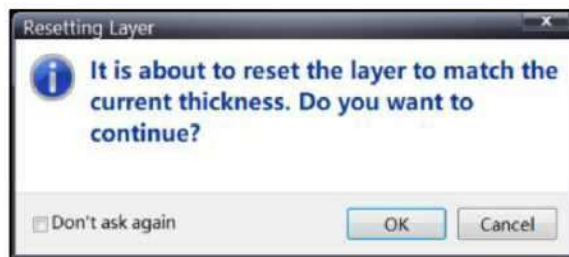 Resetting Layer
It is about to reset the layer to match the
current thickness. Do you want to
continue?
Don't ask again
OK
Cancel